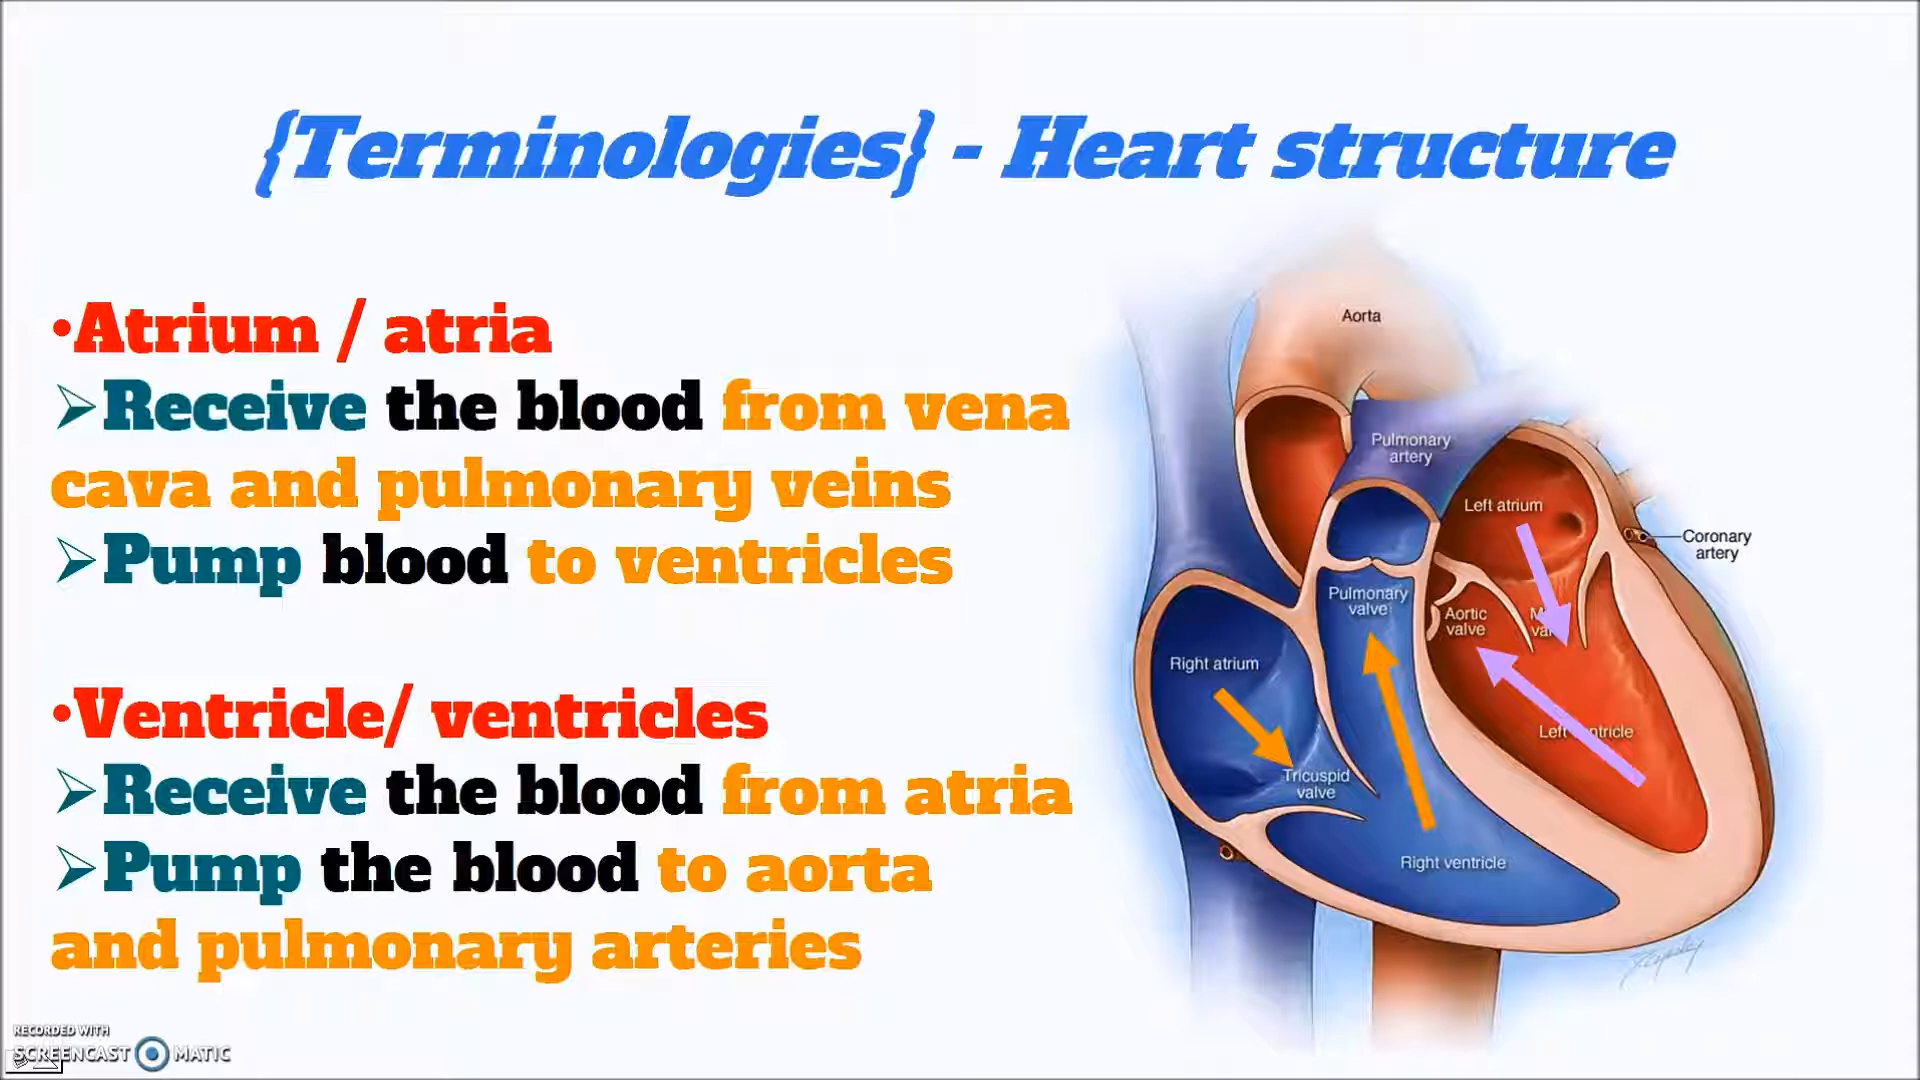 {Terminologies} - Heart structure
•Atrium / atria
➢Receive the blood from vena
cava and pulmonary veins
➢Pump blood to ventricles
•Ventricle/ ventricles
➢Receive the blood from atria
➢Pump the blood to aorta
and pulmonary arteries
Aorta
Pulmonary
artery
Left atrium
Coronary
artery
Pulmonary
valve
Aortic
valve
Right atrium
Tricuspid
valve
Right ventricle
RECORDED WITH
SCREENCAST MATIC